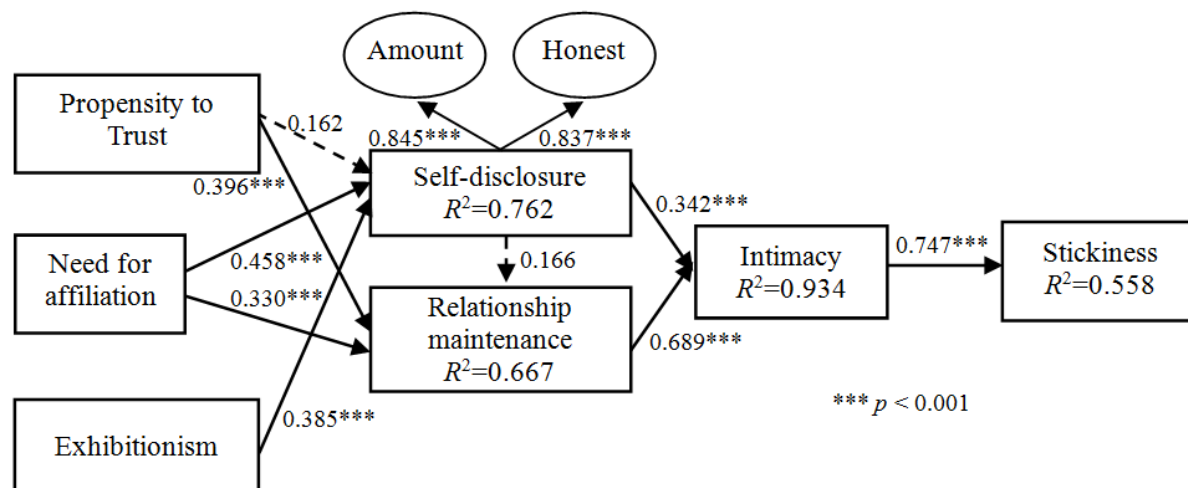 Amount
Honest
Propensity to
Trust
0.162
0.845***
0.837***
Self-disclosure
R²=0.762
0.396***
0.342***
Need for
affiliation
0.458***
0.166
Intimacy
R²=0.934
0.747***
Stickiness
R²=0.558
0.330***
Relationship
maintenance
R²=0.667
0.689***
Exhibitionism
0.385***
*** p < 0.001